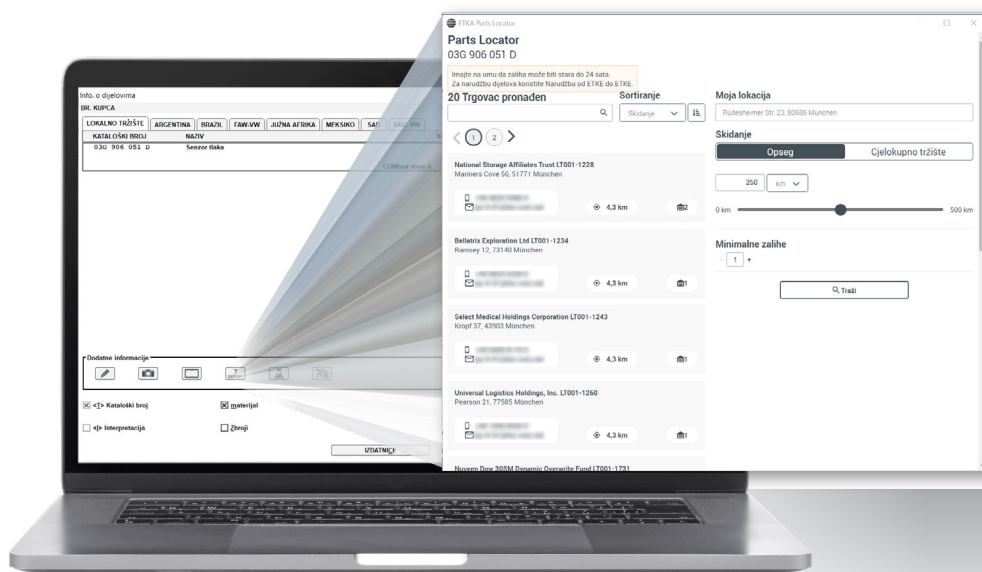 Info. o dijelovima
BR. KUPCA
LOKALNO TRŽIŠTE ARGENTINA BRAZIL FAW-VW JUŽNA AFRIKA MEKSIKO SAD SAIC VW
KATALOŠKI BROJ NAZIV
03G 906 051 D Senzor tlaka
Dodatne informacije
?
DEPOT
<T> Kataloški broj
materijal
<I> Interpretacija
Zbroji
IZDATNICE
ETKA Parts Locator
Parts Locator
03G 906 051 D
Imajte na umu da zaliha može biti stara do 24 sata.
Za narudžbu dijelova koristite Narudžbu od ETKE do ETKE.
20 Trgovac pronađen
Sortiranje
Skidanje
1 2
National Storage Affiliates Trust LT001-1228
Mariners Cove 56, 51771 München
4,3 km
2
Bellatrix Exploration Ltd LT001-1234
Ramsey 12, 73140 München
4,3 km
1
Select Medical Holdings Corporation LT001-1243
Kropf 37, 43903 München
4,3 km
1
Universal Logistics Holdings, Inc. LT001-1260
Pearson 21, 77585 München
4,3 km
1
Nuveen Dow 30SM Dynamic Overwrite Fund LT001-1731
Moja lokacija
Rüdesheimer Str. 23, 80686 München
Skidanje
Opseg Cjelokupno tržište
250 km
0 km 500 km
Minimalne zalihe
- 1 +
Traži